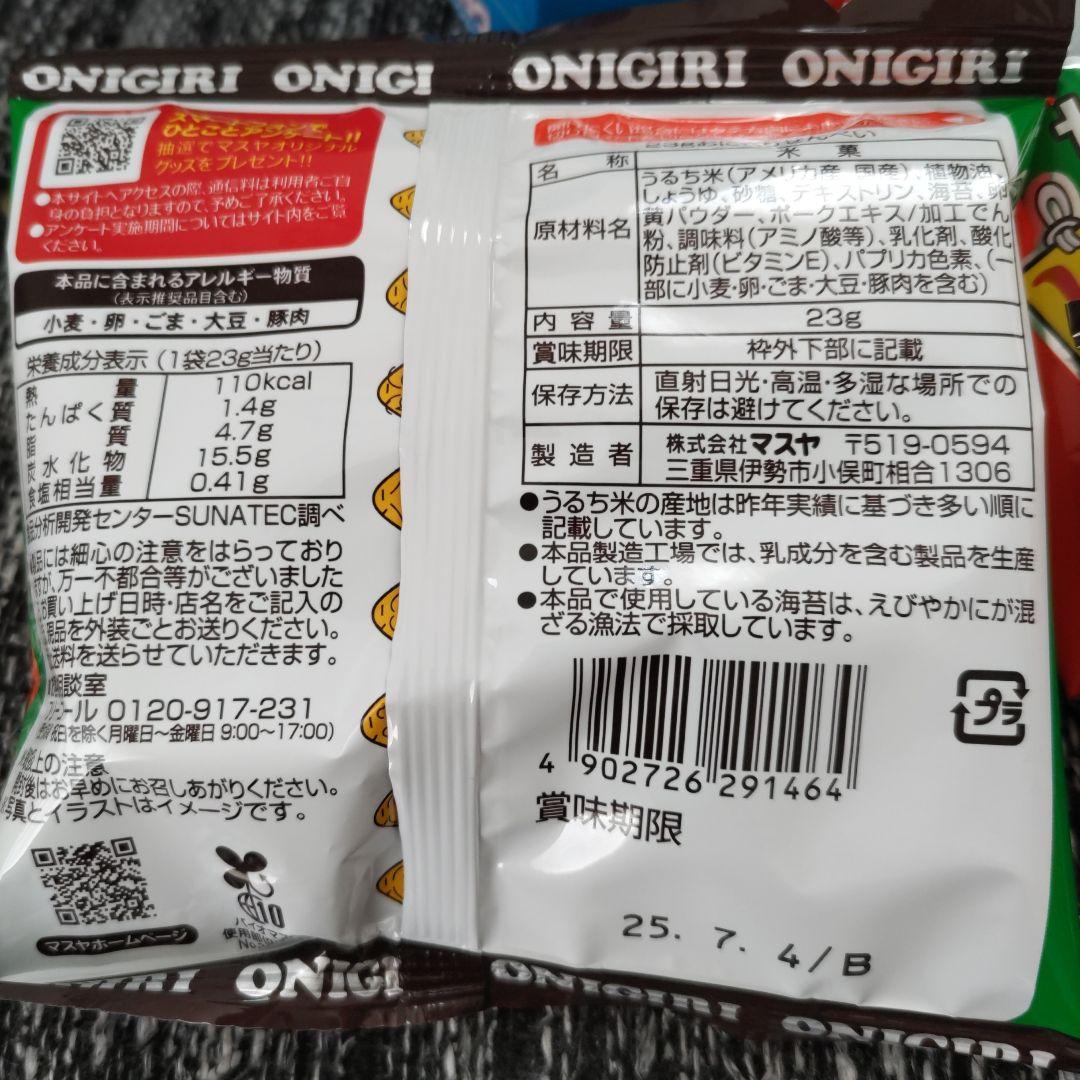 ONIGIRI ONIGI
ひとことアンケート!!
抽選でマスヤオリジナル
グッズをプレゼント!!
●本サイトへアクセスの際、通信料は利用者ご自
身の負担となりますので、予めご了承ください。
●アンケート実施期間についてはサイト内をご覧
ください。
本品に含まれるアレルギー物質
(表示推奨品目含む)
小麦・卵・ごま・大豆・豚肉
栄養成分表示(1袋23g当たり)
熱量 110kcal
たんぱく質 1.4g
脂質 4.7g
炭水化物 15.5g
食塩相当量 0.41g
品分析開発センターSUNATEC調べ
品には細心の注意をはらっており
すが、万一不都合等がございました
お買い上げ日時・店名をご記入の
現品を外装ごとお送りください。
送料を送らせていただきます。
相談室
0120-917-231
祝日を除く月曜日〜金曜日 9:00〜17:00)
上の注意
封後はお早めにお召しあがりください。
写真とイラストはイメージです。
マスヤホームページ
10
バイオマス
No.
ONIGI
ONIGIRI ONIGIRI
名称 米菓
原材料名 うるち米(アメリカ産、国産)、植物油、
しょうゆ、砂糖、デキストリン、海苔、卵
黄パウダー、ポークエキス/加工でん
粉、調味料(アミノ酸等)、乳化剤、酸化
防止剤(ビタミンE)、パプリカ色素、(一
部に小麦・卵・ごま・大豆・豚肉を含む)
内容量 23g
賞味期限 枠外下部に記載
保存方法 直射日光・高温・多湿な場所での
保存は避けてください。
製造者 株式会社マスヤ 〒519-0594
三重県伊勢市小俣町相合1306
●うるち米の産地は昨年実績に基づき多い順に
記載しています。
●本品製造工場では、乳成分を含む製品を生産
しています。
●本品で使用している海苔は、えびやかにが混
ざる漁法で採取しています。
プラ
4 902726 291464
賞味期限
25. 7. 4/B
ONIGIRI ONIGIRI